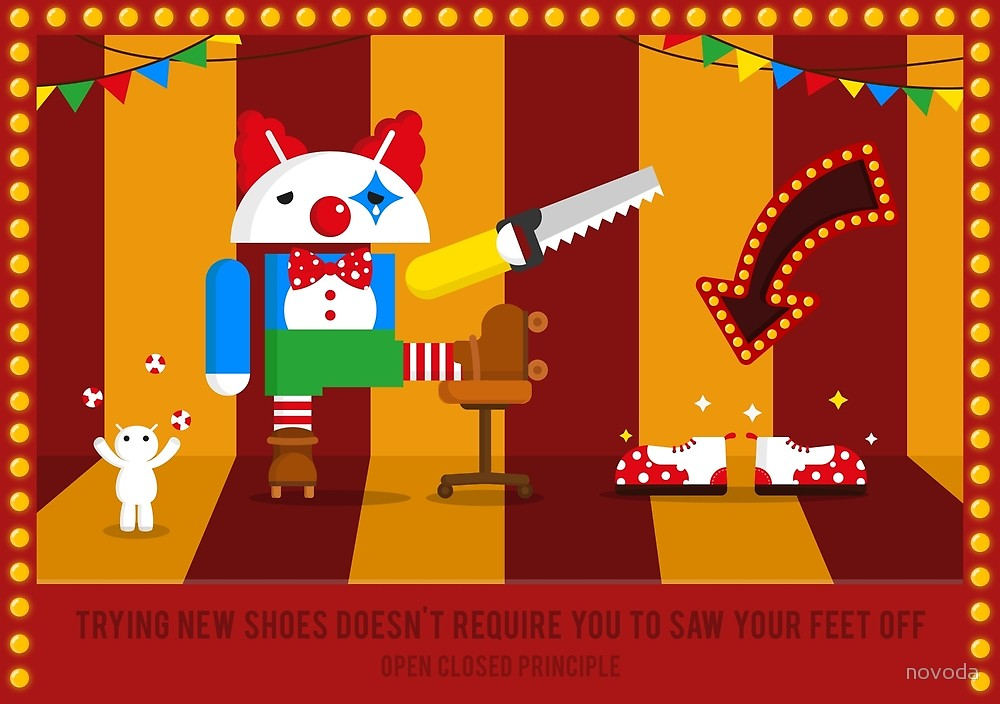 TRYING NEW SHOES DOESN'T REQUIRE YOU TO SAW YOUR FEET OFF
OPEN CLOSED PRINCIPLE
novoda